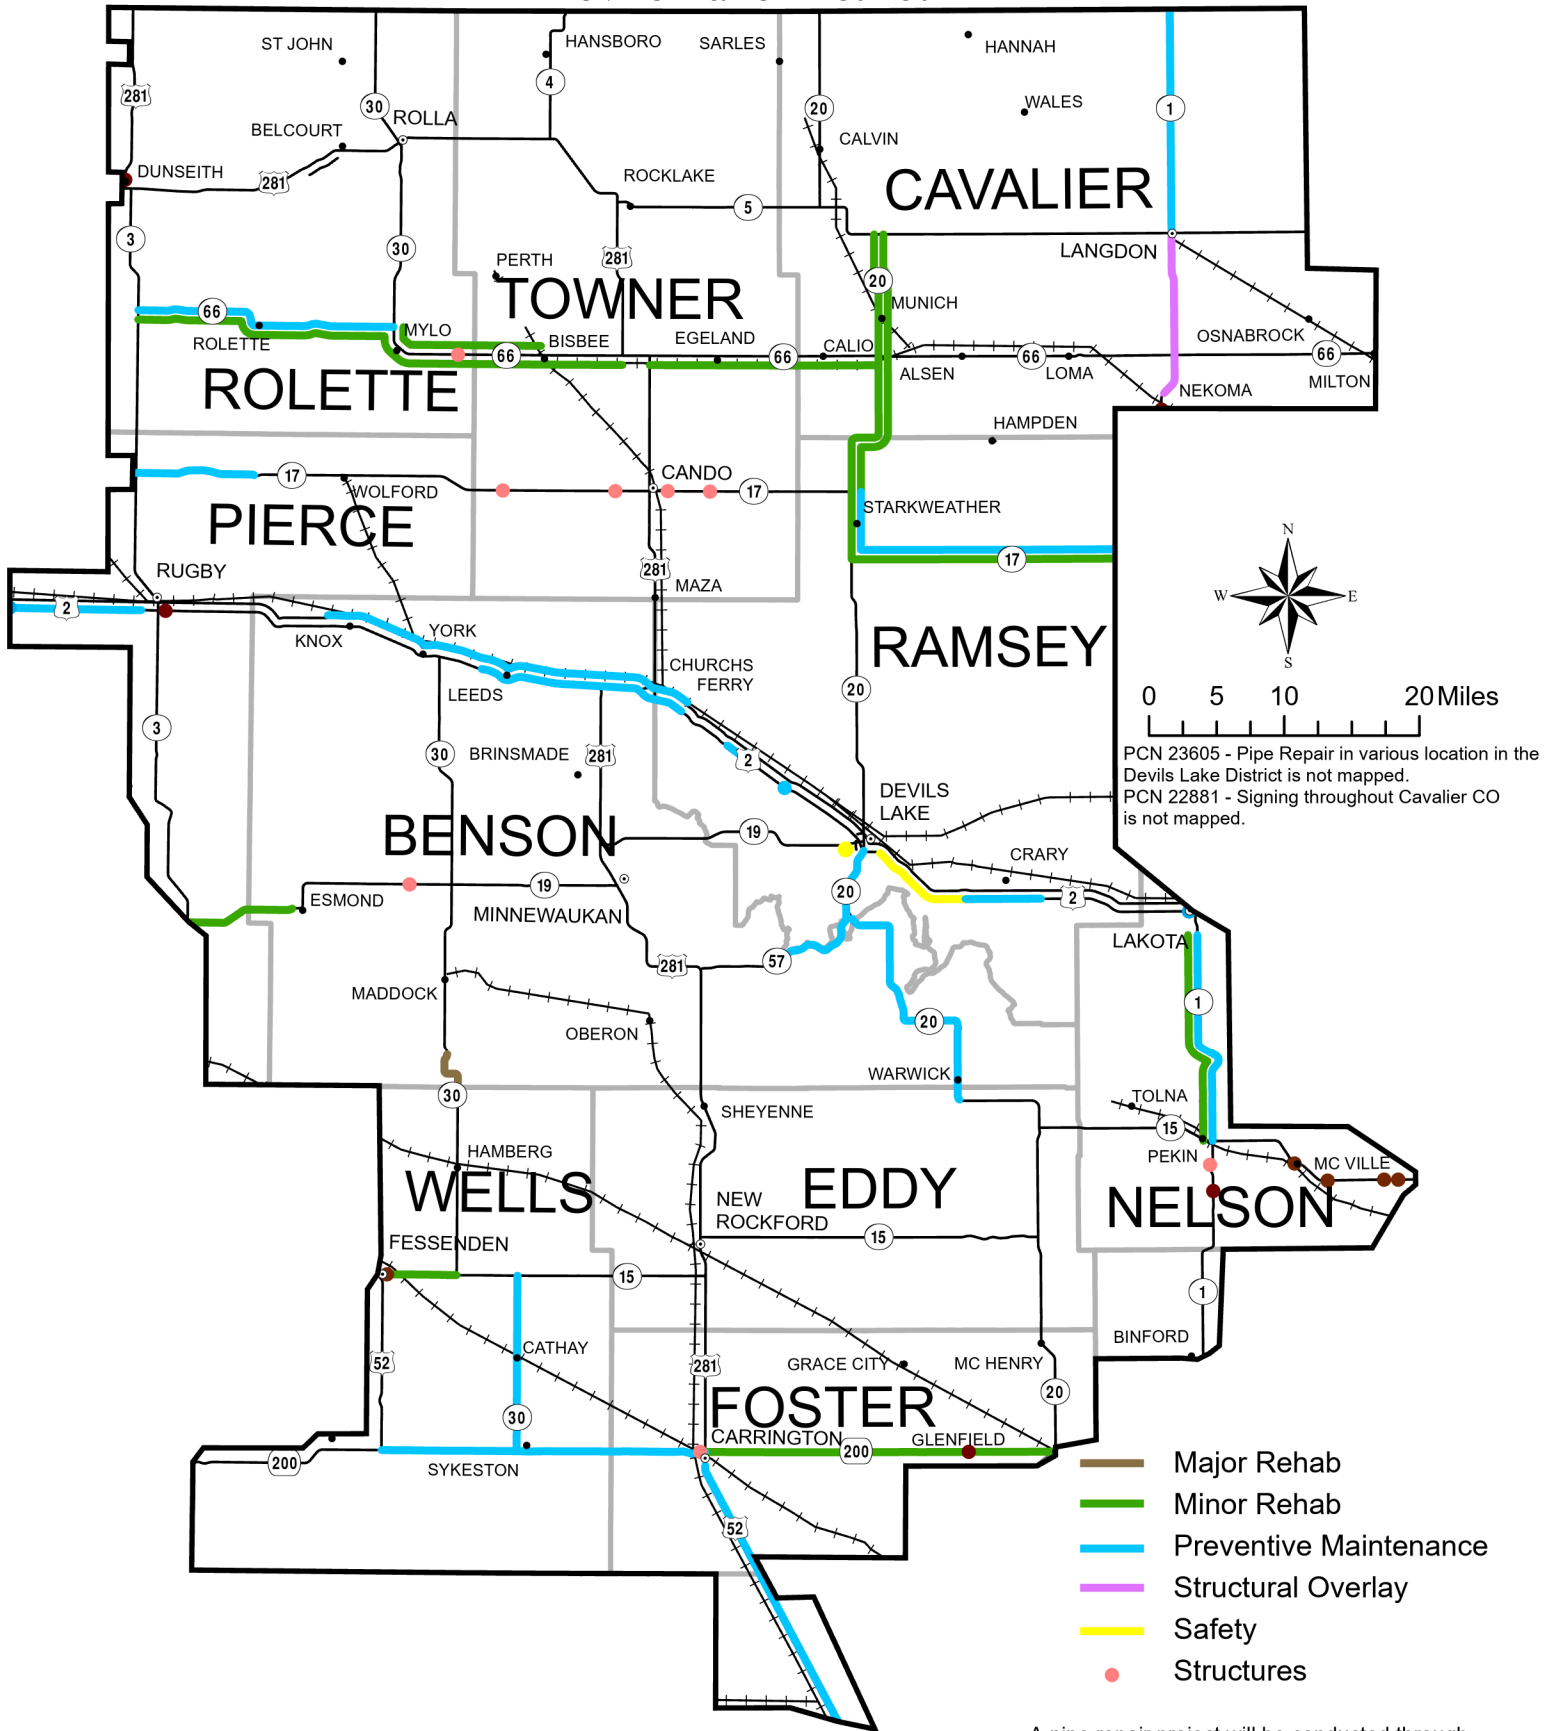 ST JOHN
HANSBORO
SARLES
HANNAH
281
30
4
20
1
WALES
ROLLA
BELCOURT
CALVIN
DUNSEITH
281
ROCKLAKE
CAVALIER
5
3
30
281
LANGDON
PERTH
20
TOWNER
MUNICH
66
MYLO
BISBEE
EGELAND
CALIO
OSNABROCK
ROLETTE
66
66
66
66
ALSEN
LOMA
MILTON
ROLETTE
NEKOMA
HAMPDEN
CANDO
17
WOLFORD
17
STARKWEATHER
PIERCE
17
RUGBY
281
MAZA
N
W
E
S
2
KNOX
YORK
RAMSEY
CHURCHS
FERRY
LEEDS
20
0 5 10 20 Miles
3
30
BRINSMADE
281
2
PCN 23605 - Pipe Repair in various location in the
Devils Lake District is not mapped.
PCN 22881 - Signing throughout Cavalier CO
is not mapped.
DEVILS
LAKE
BENSON
19
CRARY
ESMOND
19
20
2
MINNEWAUKAN
LAKOTA
281
57
MADDOCK
1
OBERON
20
WARWICK
30
SHEYENNE
TOLNA
15
HAMBERG
PEKIN
MC VILLE
WELLS
EDDY
NELSON
NEW
ROCKFORD
15
FESSENDEN
15
1
CATHAY
BINFORD
52
281
GRACE CITY
MC HENRY
30
FOSTER
20
CARRINGTON
200
GLENFIELD
200
SYKESTON
52
Major Rehab
Minor Rehab
Preventive Maintenance
Structural Overlay
Safety
Structures